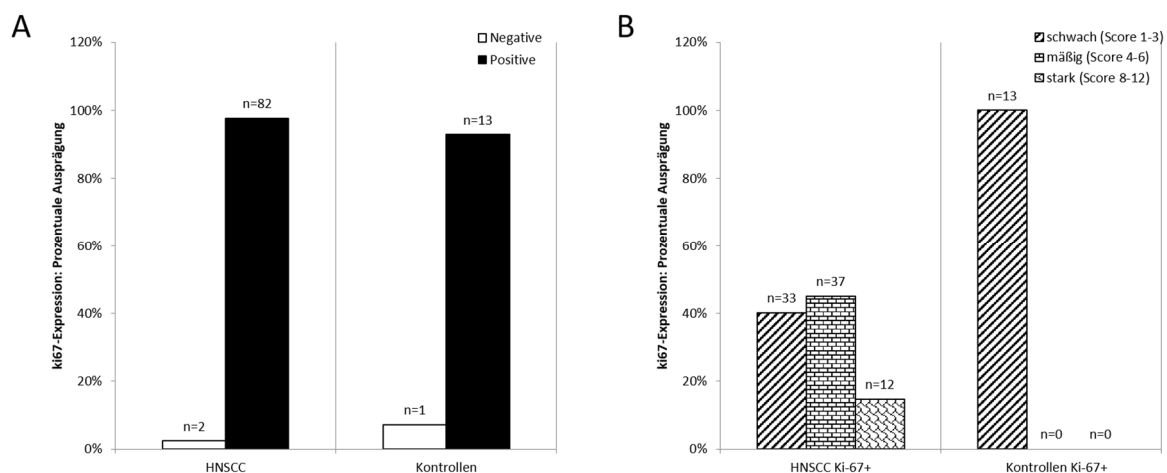 A
ki67-Expression: Prozentuale Ausprägung
120%
100%
80%
60%
40%
20%
0%
Negative
Positive
n=82
n=13
n=2
n=1
HNSCC
Kontrollen
B
ki67-Expression: Prozentuale Ausprägung
120%
100%
80%
60%
40%
20%
0%
schwach (Score 1-3)
mäßig (Score 4-6)
stark (Score 8-12)
n=33
n=37
n=12
n=13
n=0
n=0
HNSCC Ki-67+
Kontrollen Ki-67+